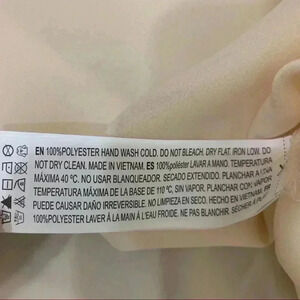 EN 100%POLYESTER HAND WASH COLD. DO NOT BLEACH. DRY FLAT. IRON LOW. DO
NOT DRY CLEAN. MADE IN VIETNAM. ES 100%poliéster LAVAR A MANO. TEMPERATURA
MÁXIMA 40 °C. NO USAR BLANQUEADOR. SECADO EXTENDIDO. PLANCHAR A UNA
TEMPERATURA MÁXIMA DE LA BASE DE 110 °C, SIN VAPOR. PLANCHAR CON VAPOR
PUEDE CAUSAR DAÑO IRREVERSIBLE. NO LIMPIEZA EN SECO. HECHO EN VIETNAM. FR
100%POLYESTER LAVER À LA MAIN À L'EAU FROIDE. NE PAS BLANCHIR. SÉCHER À PLAT.